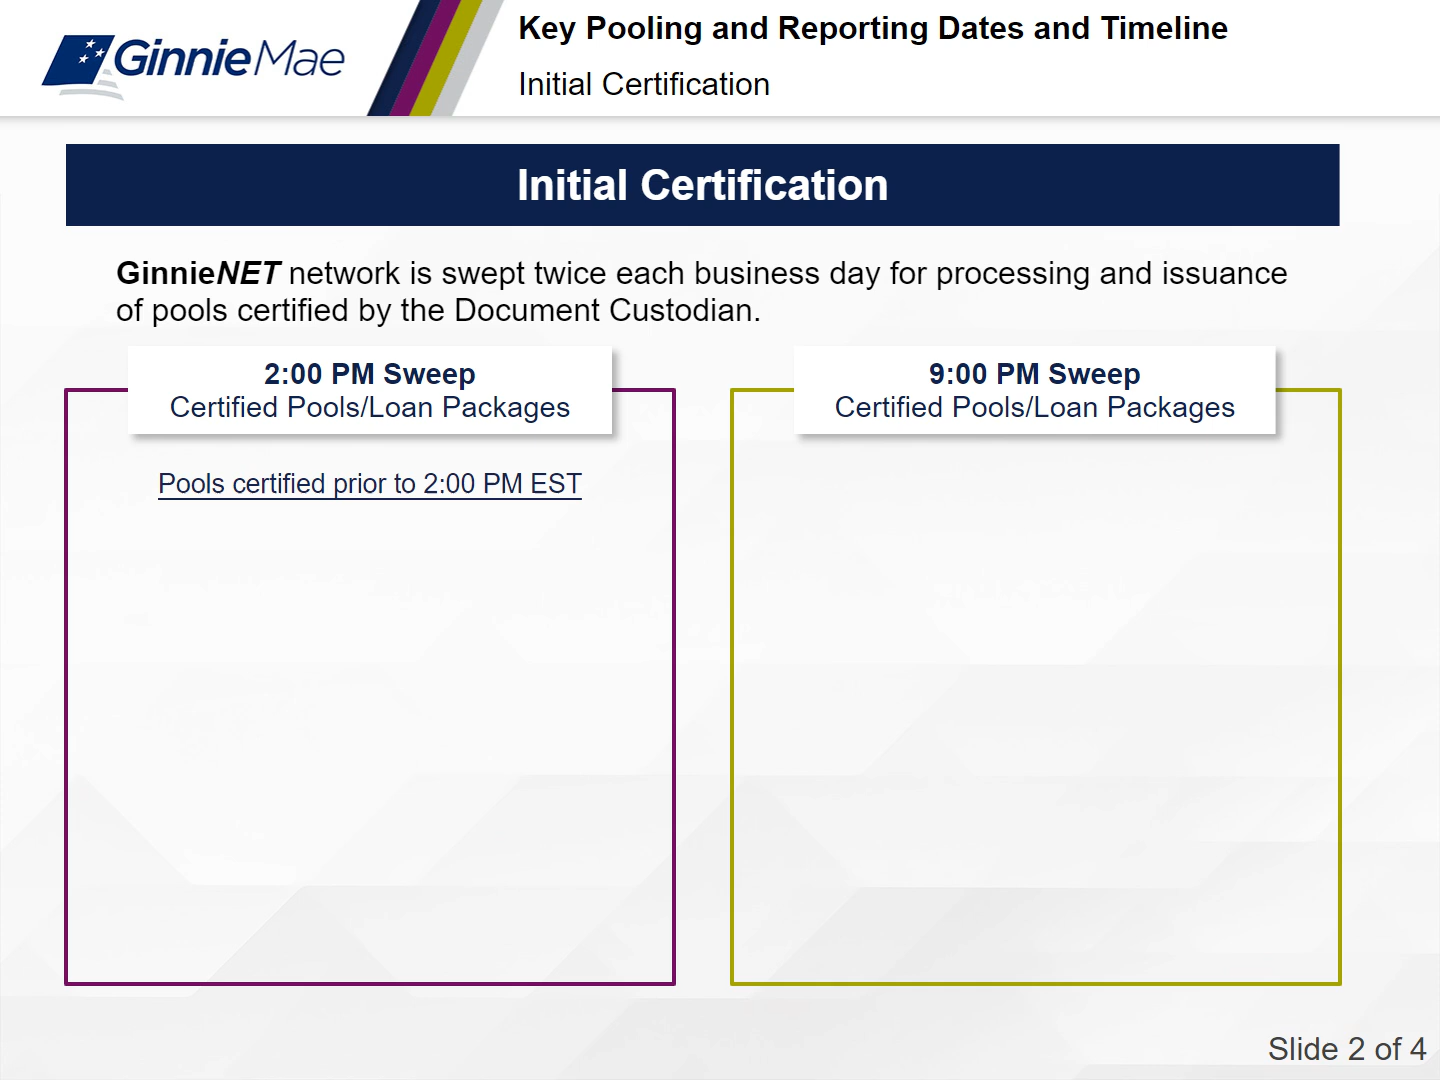 GinnieMae
Key Pooling and Reporting Dates and Timeline
Initial Certification
Initial Certification
GinnieNET network is swept twice each business day for processing and issuance
of pools certified by the Document Custodian.
2:00 PM Sweep
Certified Pools/Loan Packages
Pools certified prior to 2:00 PM EST
9:00 PM Sweep
Certified Pools/Loan Packages
Slide 2 of 4